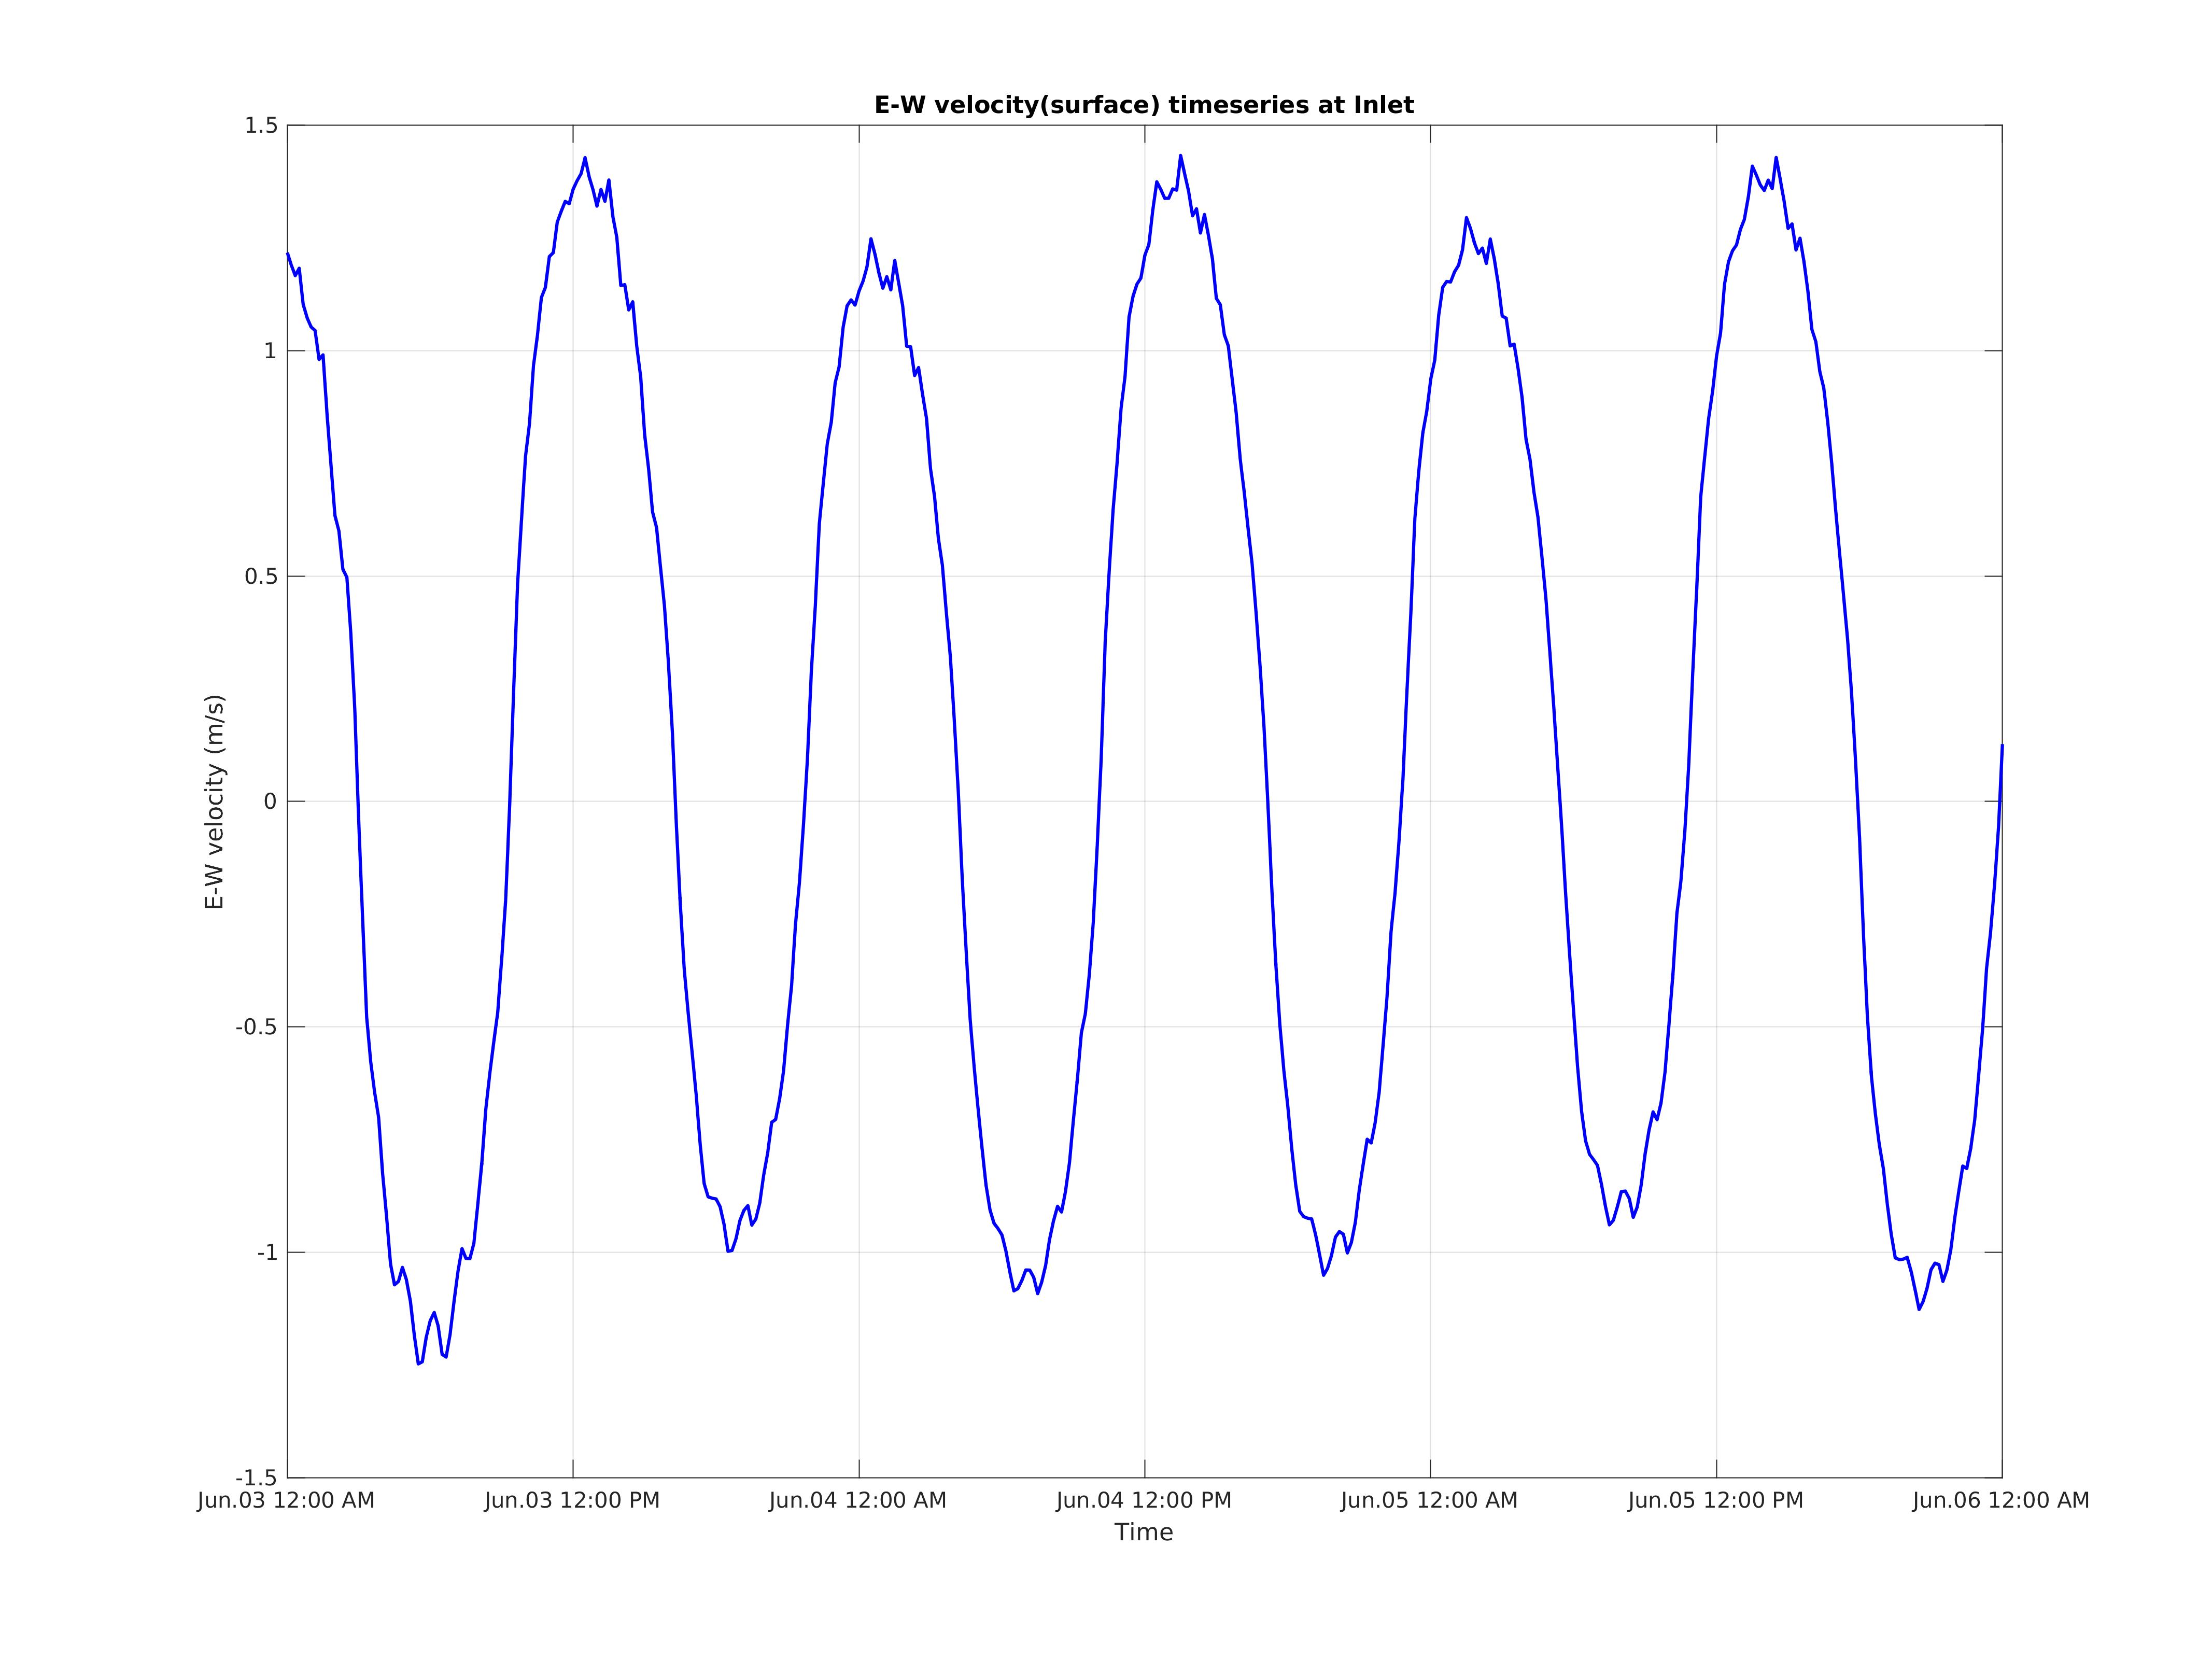 E-W velocity(surface) timeseries at Inlet
1.5
1
0.5
0
-0.5
-1
-1.5
E-W velocity (m/s)
Jun.03 12:00 AM Jun.03 12:00 PM Jun.04 12:00 AM Jun.04 12:00 PM Jun.05 12:00 AM Jun.05 12:00 PM Jun.06 12:00 AM
Time